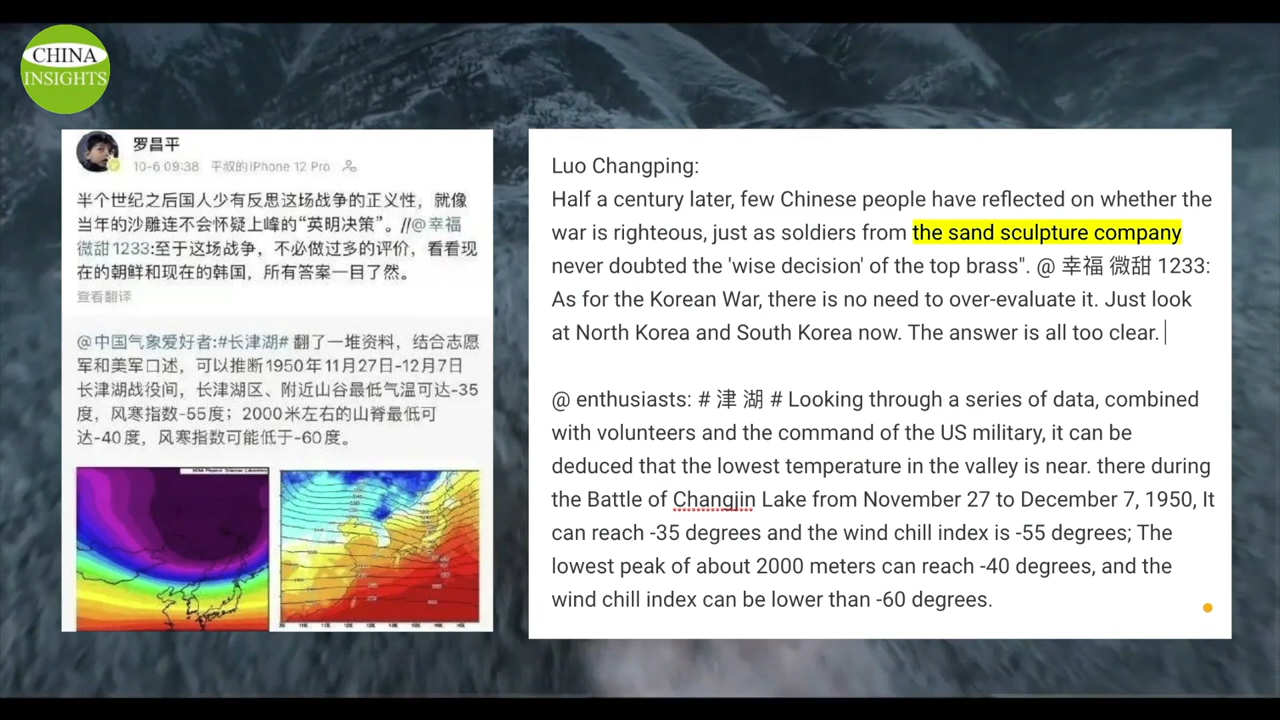 CHINA
INSIGHTS
罗昌平
10-6 09:38 平叔的iPhone 12 Pro
半个世纪之后国人少有反思这场战争的正义性，就像
当年的沙雕连不会怀疑上峰的“英明决策”。//@幸福
微甜1233:至于这场战争，不必做过多的评价，看看现
在的朝鲜和现在的韩国，所有答案一目了然。
查看翻译
@中国气象爱好者:#长津湖# 翻了一堆资料，结合志愿
军和美军口述，可以推断1950年11月27日-12月7日
长津湖战役间，长津湖区、附近山谷最低气温可达-35
度，风寒指数-55度；2000米左右的山脊最低可
达-40度，风寒指数可能低于-60度。
Luo Changping:
Half a century later, few Chinese people have reflected on whether the
war is righteous, just as soldiers from the sand sculpture company
never doubted the 'wise decision' of the top brass". @ 幸福 微甜 1233:
As for the Korean War, there is no need to over-evaluate it. Just look
at North Korea and South Korea now. The answer is all too clear.
@ enthusiasts: # 津 湖 # Looking through a series of data, combined
with volunteers and the command of the US military, it can be
deduced that the lowest temperature in the valley is near. there during
the Battle of Changjin Lake from November 27 to December 7, 1950, It
can reach -35 degrees and the wind chill index is -55 degrees; The
lowest peak of about 2000 meters can reach -40 degrees, and the
wind chill index can be lower than -60 degrees.